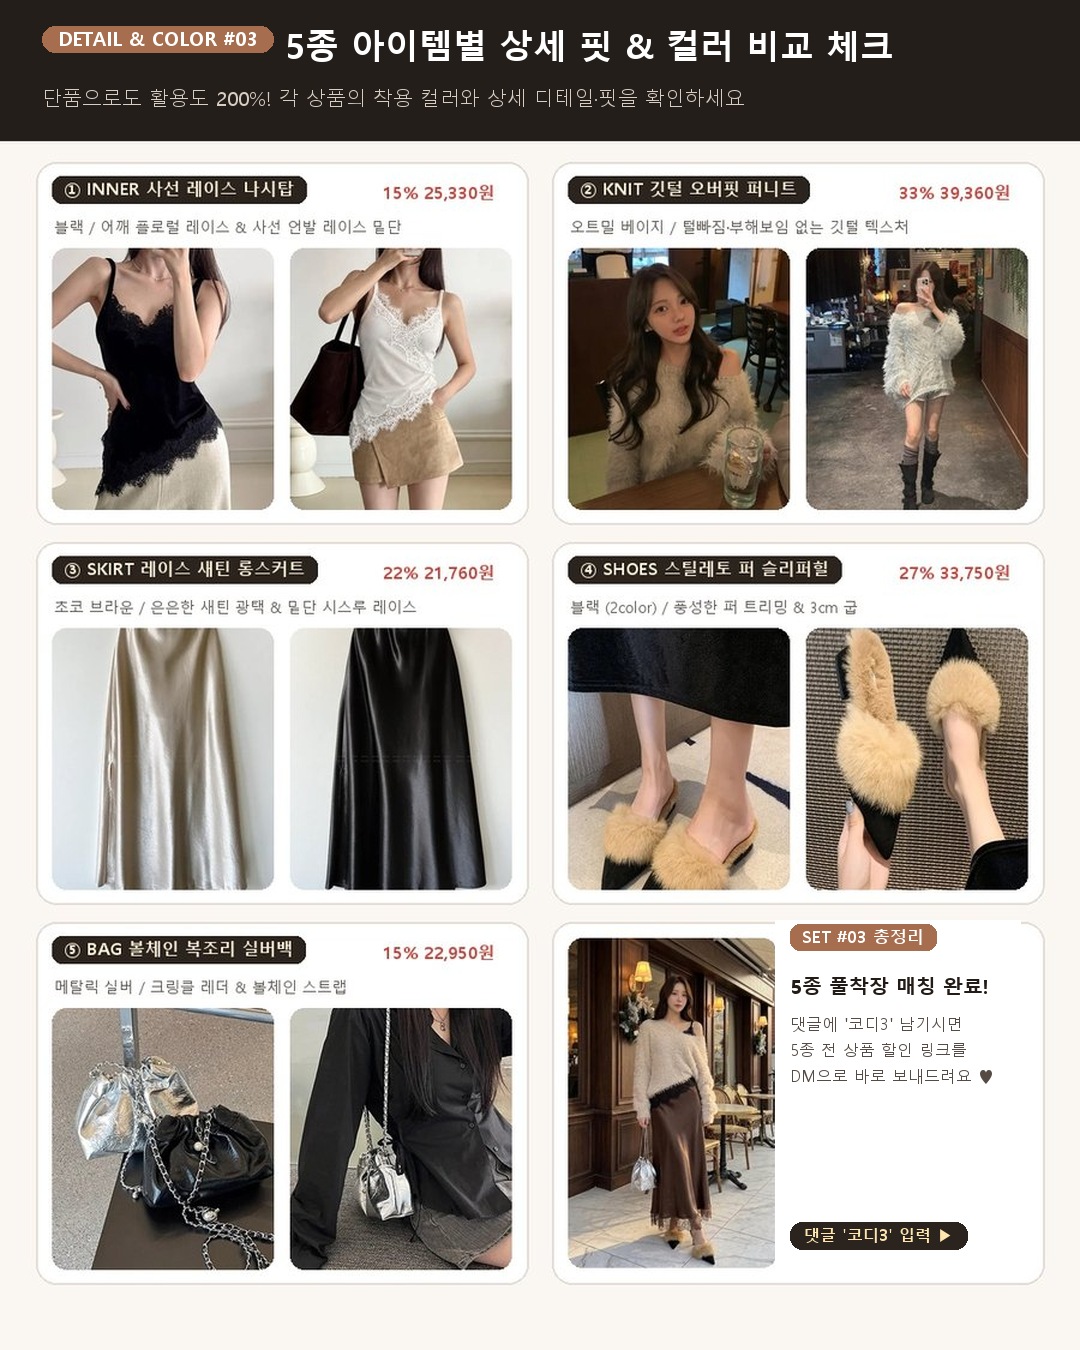 DETAIL & COLOR #03
5종 아이템별 상세 핏 & 컬러 비교 체크
단품으로도 활용도 200%! 각 상품의 착용 컬러와 상세 디테일·핏을 확인하세요
① INNER 사선 레이스 나시탑
15% 25,330원
블랙 / 어깨 플로럴 레이스 & 사선 언발 레이스 밑단
② KNIT 깃털 오버핏 퍼니트
33% 39,360원
오트밀 베이지 / 털빠짐·부해보임 없는 깃털 텍스처
③ SKIRT 레이스 새틴 롱스커트
22% 21,760원
초코 브라운 / 은은한 새틴 광택 & 밑단 시스루 레이스
④ SHOES 스틸레토 퍼 슬리퍼힐
27% 33,750원
블랙 (2color) / 풍성한 퍼 트리밍 & 3cm 굽
⑤ BAG 볼체인 복조리 실버백
15% 22,950원
메탈릭 실버 / 크링클 레더 & 볼체인 스트랩
SET #03 총정리
5종 풀착장 매칭 완료!
댓글에 '코디3' 남기시면
5종 전 상품 할인 링크를
DM으로 바로 보내드려요 ♥
댓글 '코디3' 입력 ▶